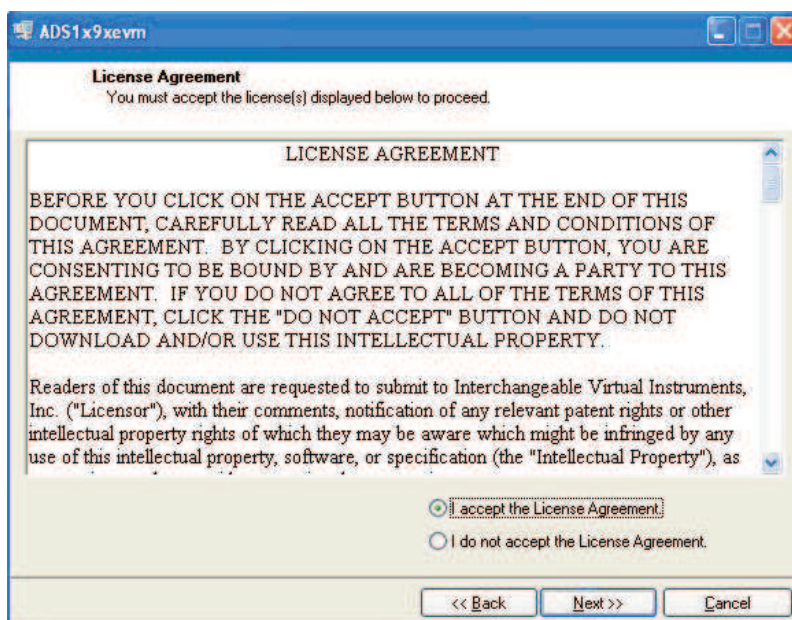 ADS1x9xevm
License Agreement
You must accept the license(s) displayed below to proceed.
LICENSE AGREEMENT
BEFORE YOU CLICK ON THE ACCEPT BUTTON AT THE END OF THIS
DOCUMENT, CAREFULLY READ ALL THE TERMS AND CONDITIONS OF
THIS AGREEMENT. BY CLICKING ON THE ACCEPT BUTTON, YOU ARE
CONSENTING TO BE BOUND BY AND ARE BECOMING A PARTY TO THIS
AGREEMENT. IF YOU DO NOT AGREE TO ALL OF THE TERMS OF THIS
AGREEMENT, CLICK THE "DO NOT ACCEPT" BUTTON AND DO NOT
DOWNLOAD AND/OR USE THIS INTELLECTUAL PROPERTY.
Readers of this document are requested to submit to Interchangeable Virtual Instruments,
Inc. ("Licensor"), with their comments, notification of any relevant patent rights or other
intellectual property rights of which they may be aware which might be infringed by any
use of this intellectual property, software, or specification (the "Intellectual Property"), as
I accept the License Agreement.
I do not accept the License Agreement.
<< Back
Next >>
Cancel